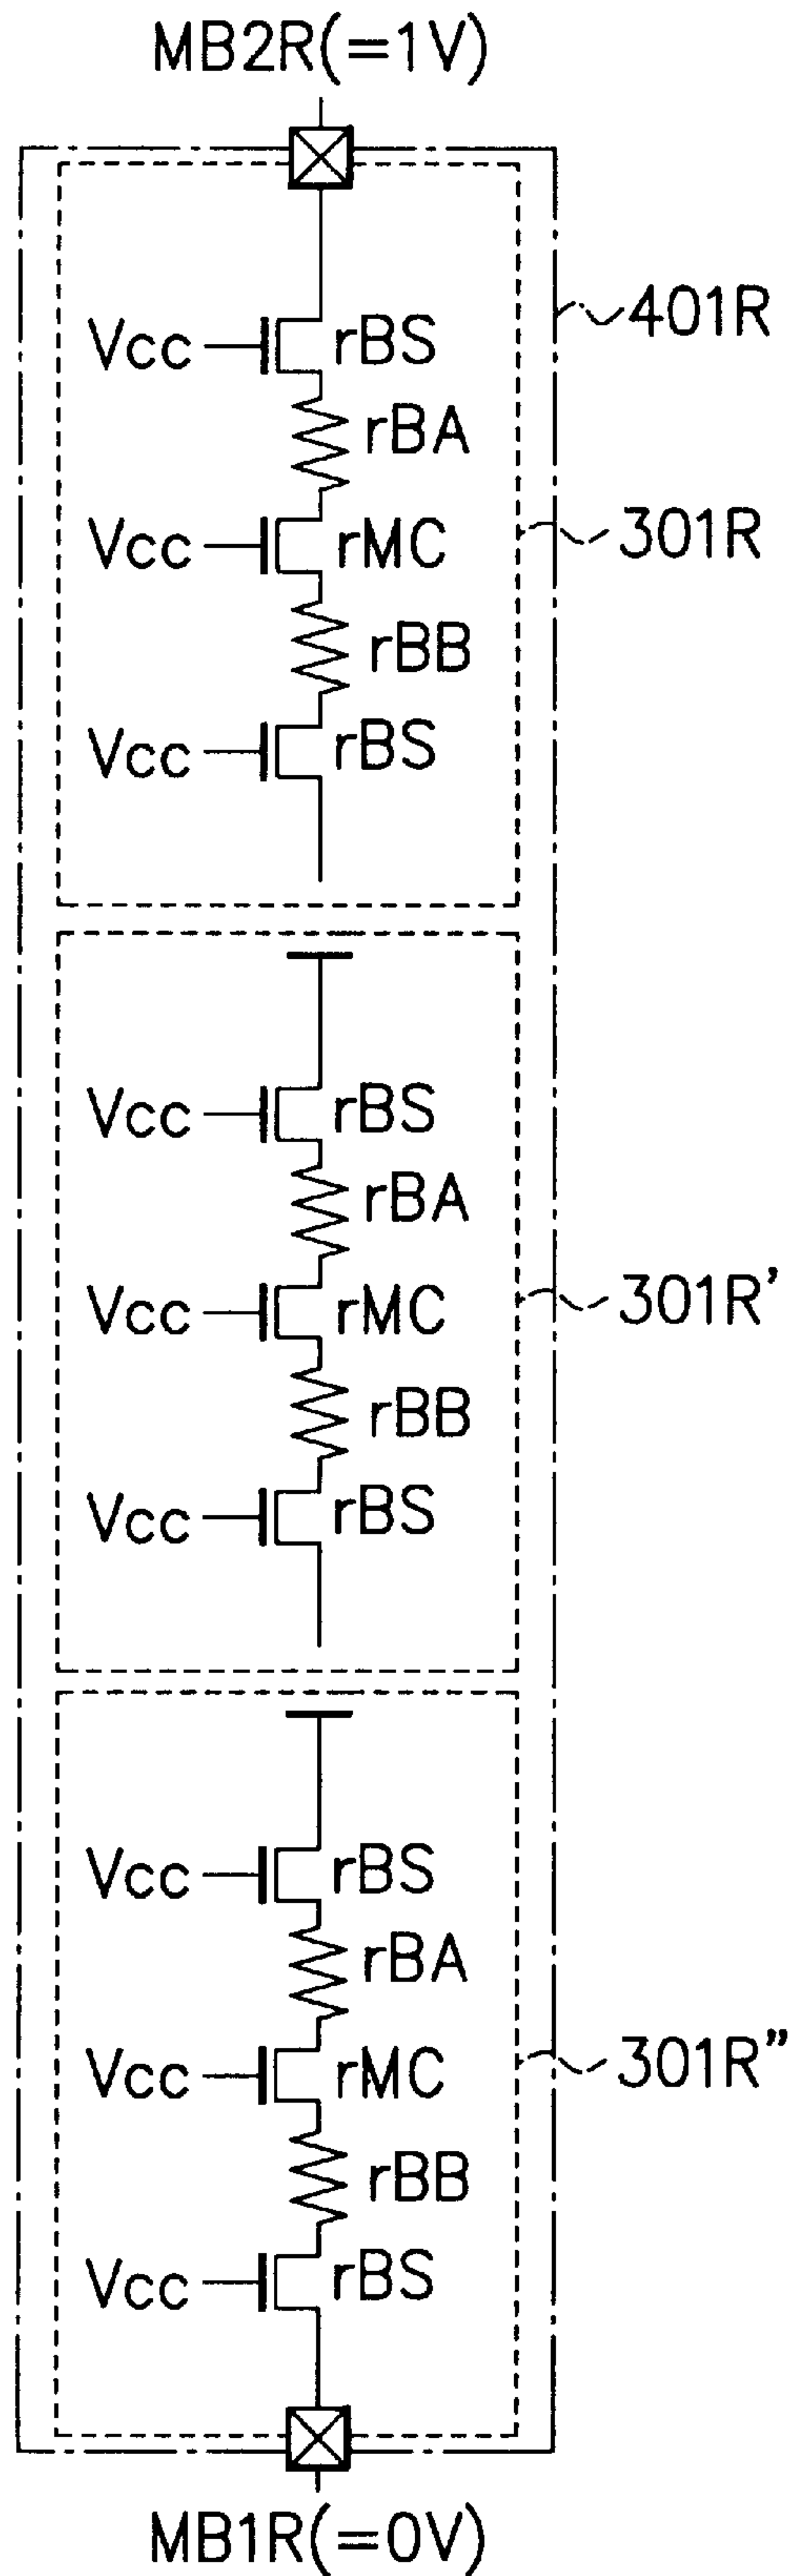 MB2R(=1V)
401R
Vcc rBS
rBA
301R
Vcc rMC
rBB
Vcc rBS
Vcc rBS
rBA
301R'
Vcc rMC
rBB
Vcc rBS
Vcc rBS
rBA
301R"
Vcc rMC
rBB
Vcc rBS
MB1R(=0V)